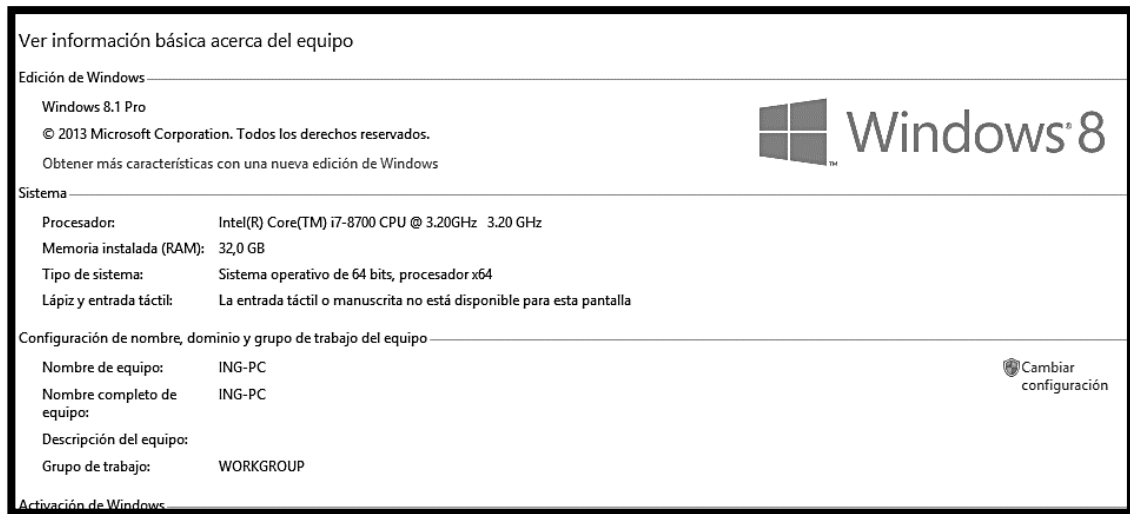 Ver información básica acerca del equipo
Edición de Windows
Windows 8.1 Pro
© 2013 Microsoft Corporation. Todos los derechos reservados.
Obtener más características con una nueva edición de Windows
Windows 8
Sistema
Procesador: Intel(R) Core(TM) i7-8700 CPU @ 3.20GHz 3.20 GHz
Memoria instalada (RAM): 32,0 GB
Tipo de sistema: Sistema operativo de 64 bits, procesador x64
Lápiz y entrada táctil: La entrada táctil o manuscrita no está disponible para esta pantalla
Configuración de nombre, dominio y grupo de trabajo del equipo
Nombre de equipo: ING-PC
Cambiar
configuración
Nombre completo de ING-PC
equipo:
Descripción del equipo:
Grupo de trabajo: WORKGROUP
Activación de Windows